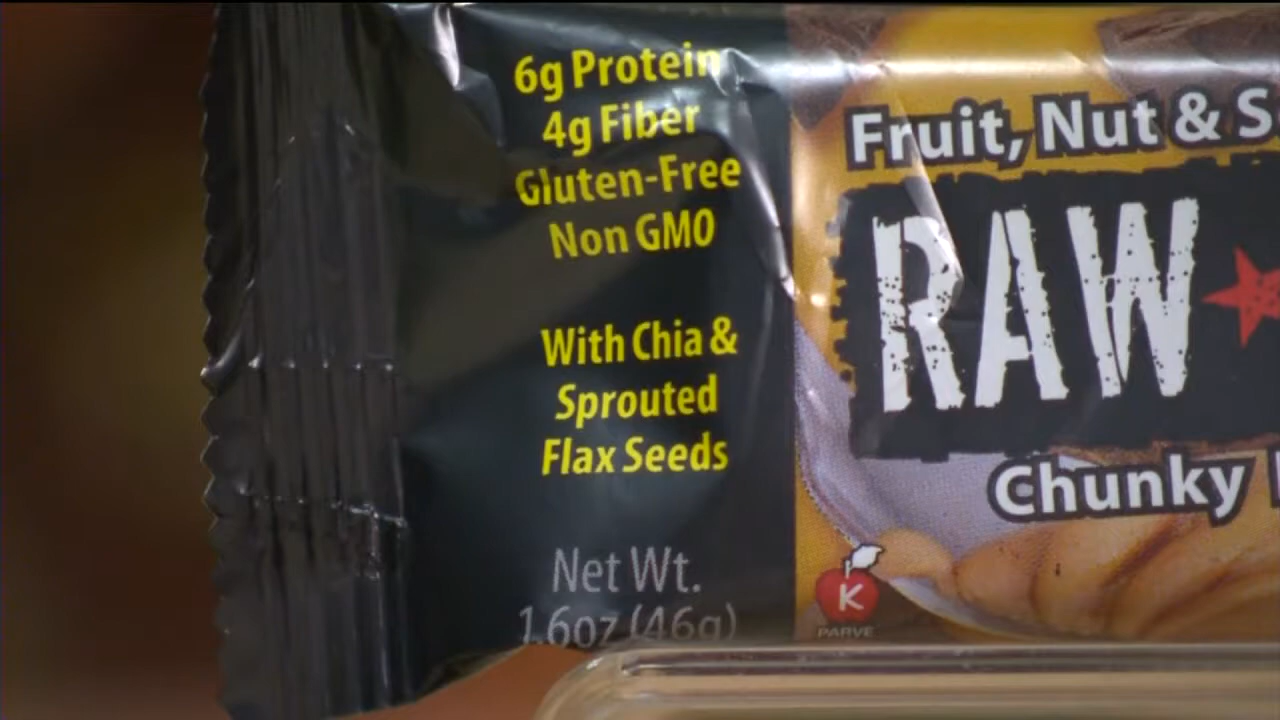 6g Protein
4g Fiber
Gluten-Free
Non GMO
With Chia &
Sprouted
Flax Seeds
Net Wt.
1.6oz (46g)
Fruit, Nut & S
RAW
Chunky
K
PARVE